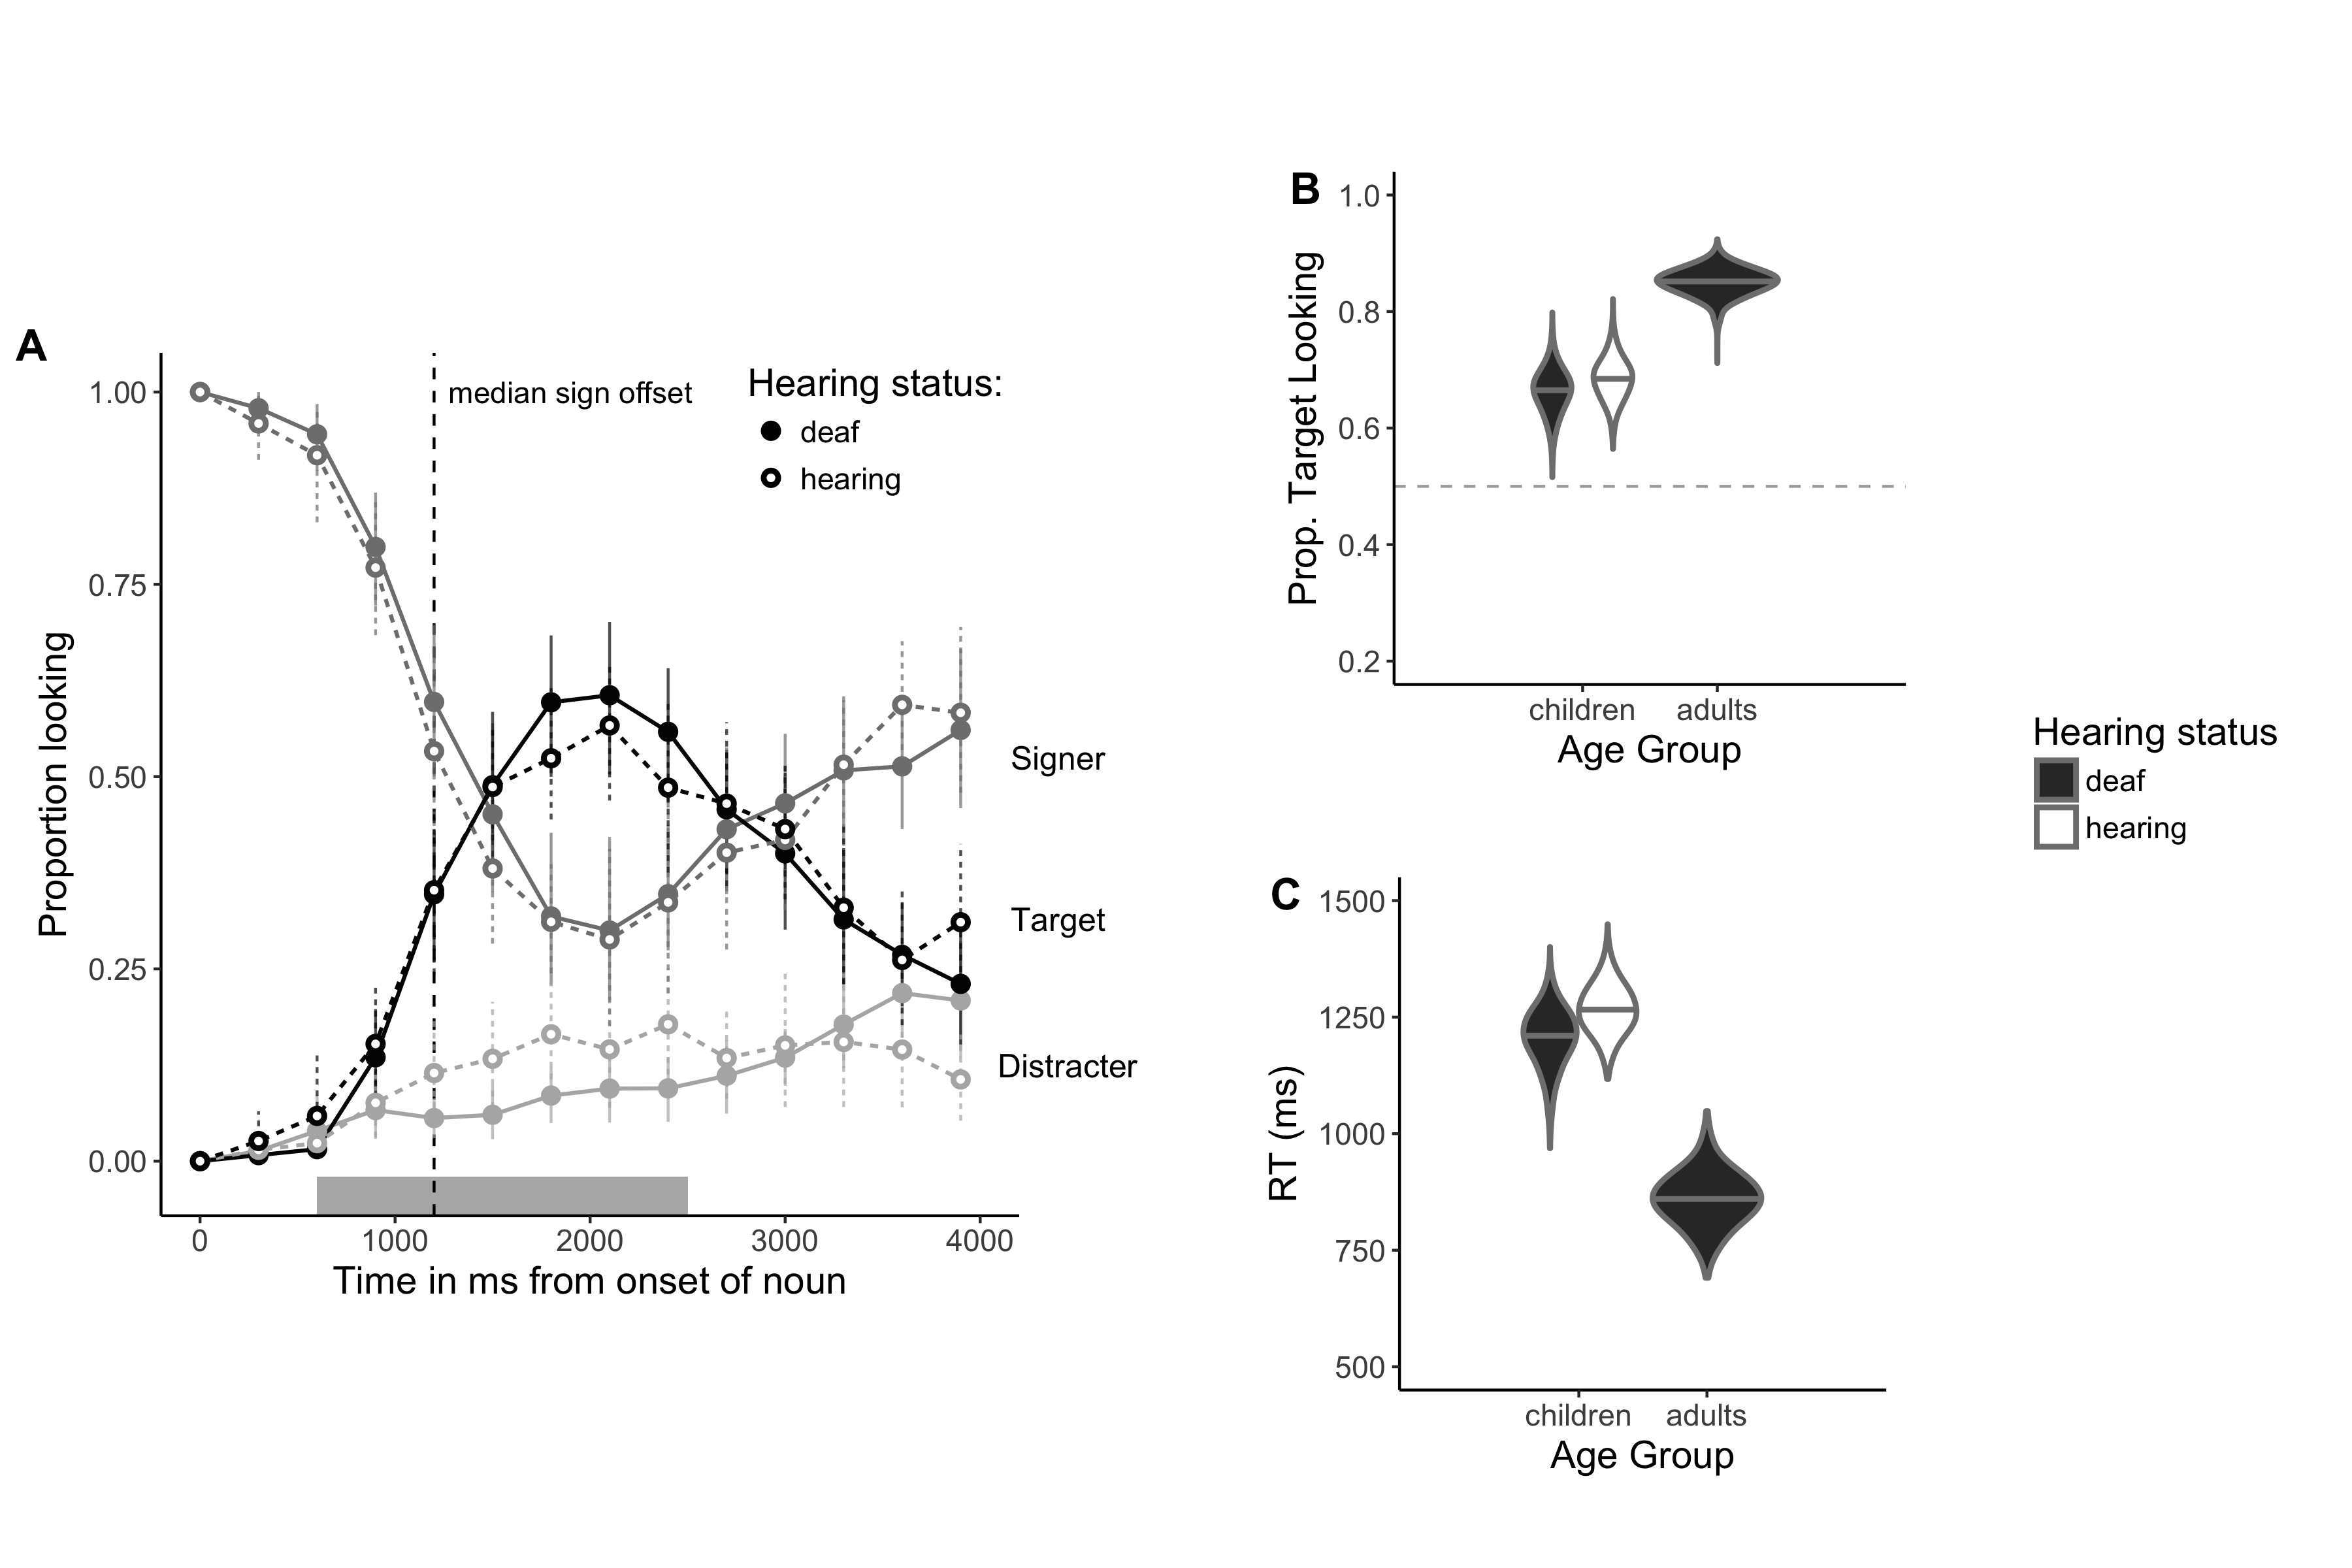 A
1.00
0.75
0.50
0.25
0.00
Proportion looking
0
1000
2000
3000
4000
Time in ms from onset of noun
median sign offset
Hearing status:
deaf
hearing
Signer
Target
Distracter
B
1.0
0.8
0.6
0.4
0.2
Prop. Target Looking
children
adults
Age Group
Hearing status
deaf
hearing
C
1500
1250
1000
750
500
RT (ms)
children
adults
Age Group